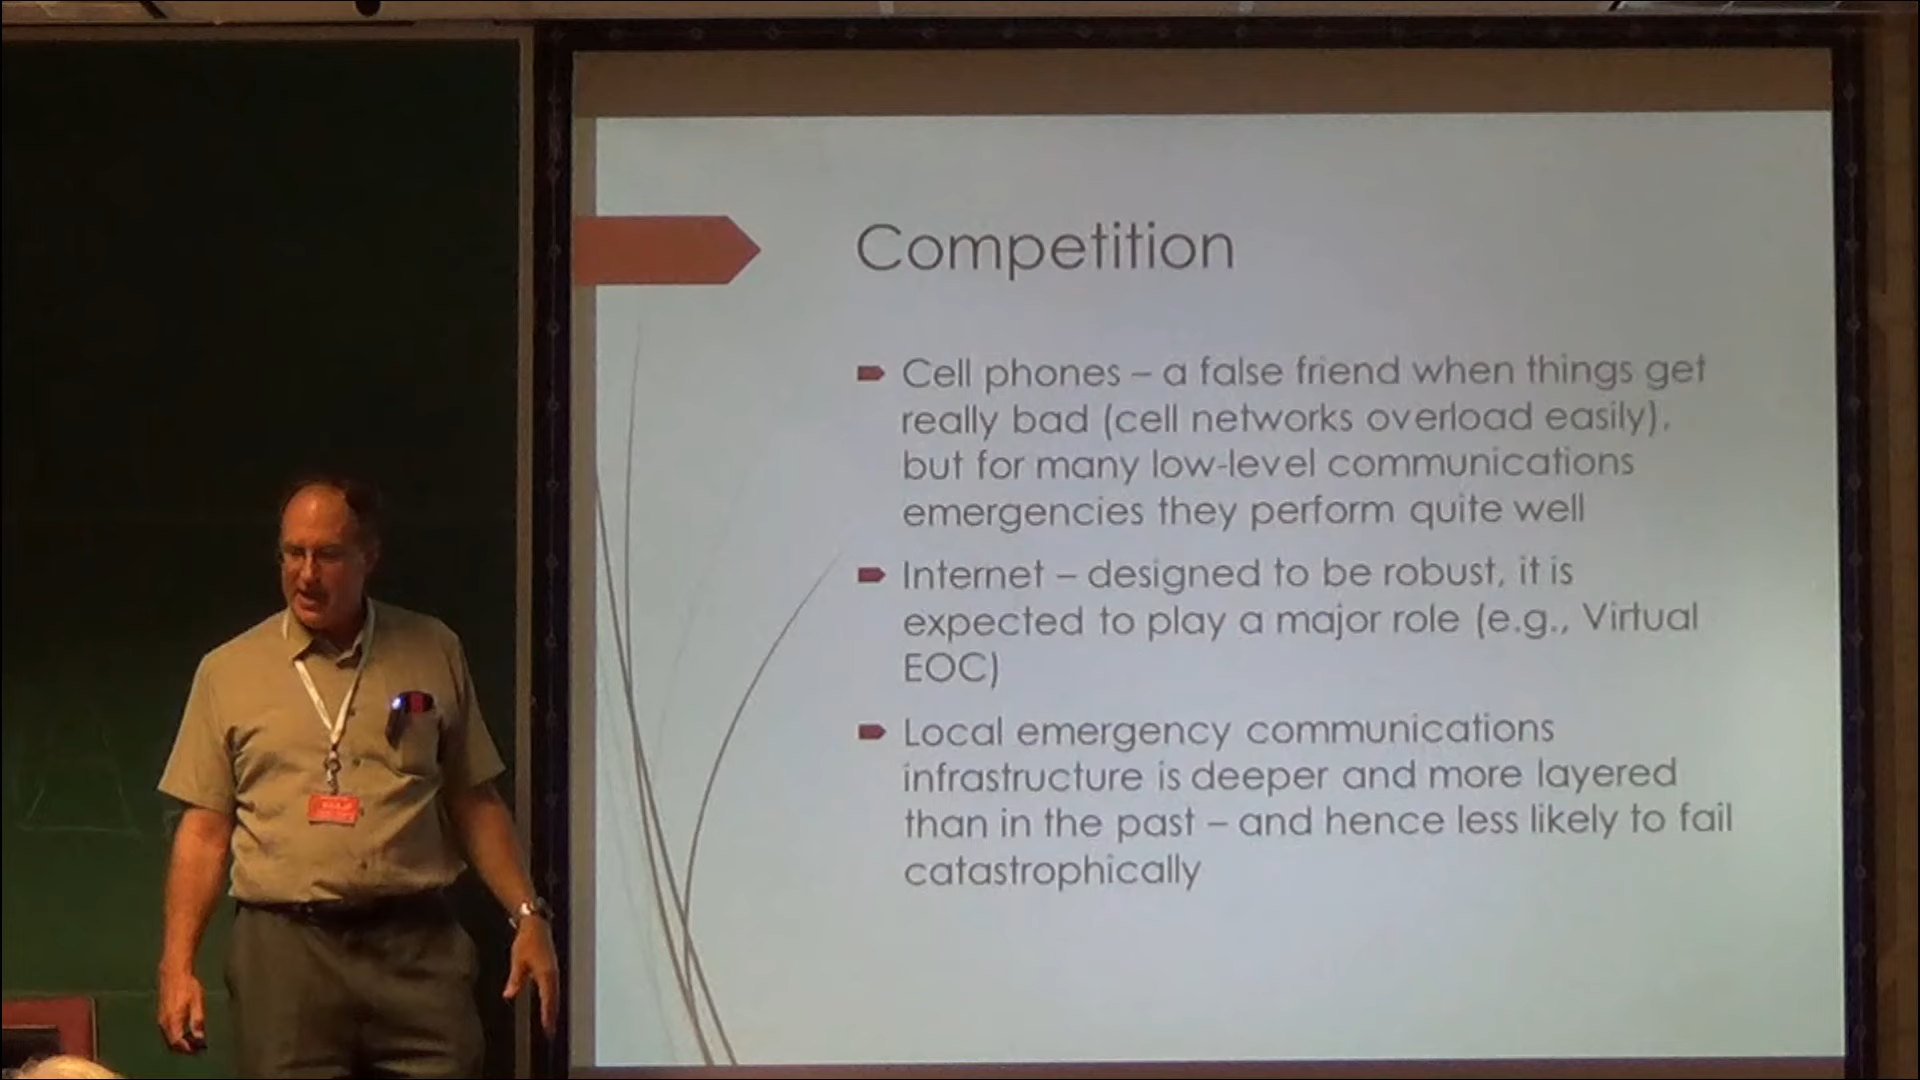 Competition
Cell phones – a false friend when things get
really bad (cell networks overload easily),
but for many low-level communications
emergencies they perform quite well
Internet – designed to be robust, it is
expected to play a major role (e.g., Virtual
EOC)
Local emergency communications
infrastructure is deeper and more layered
than in the past – and hence less likely to fail
catastrophically